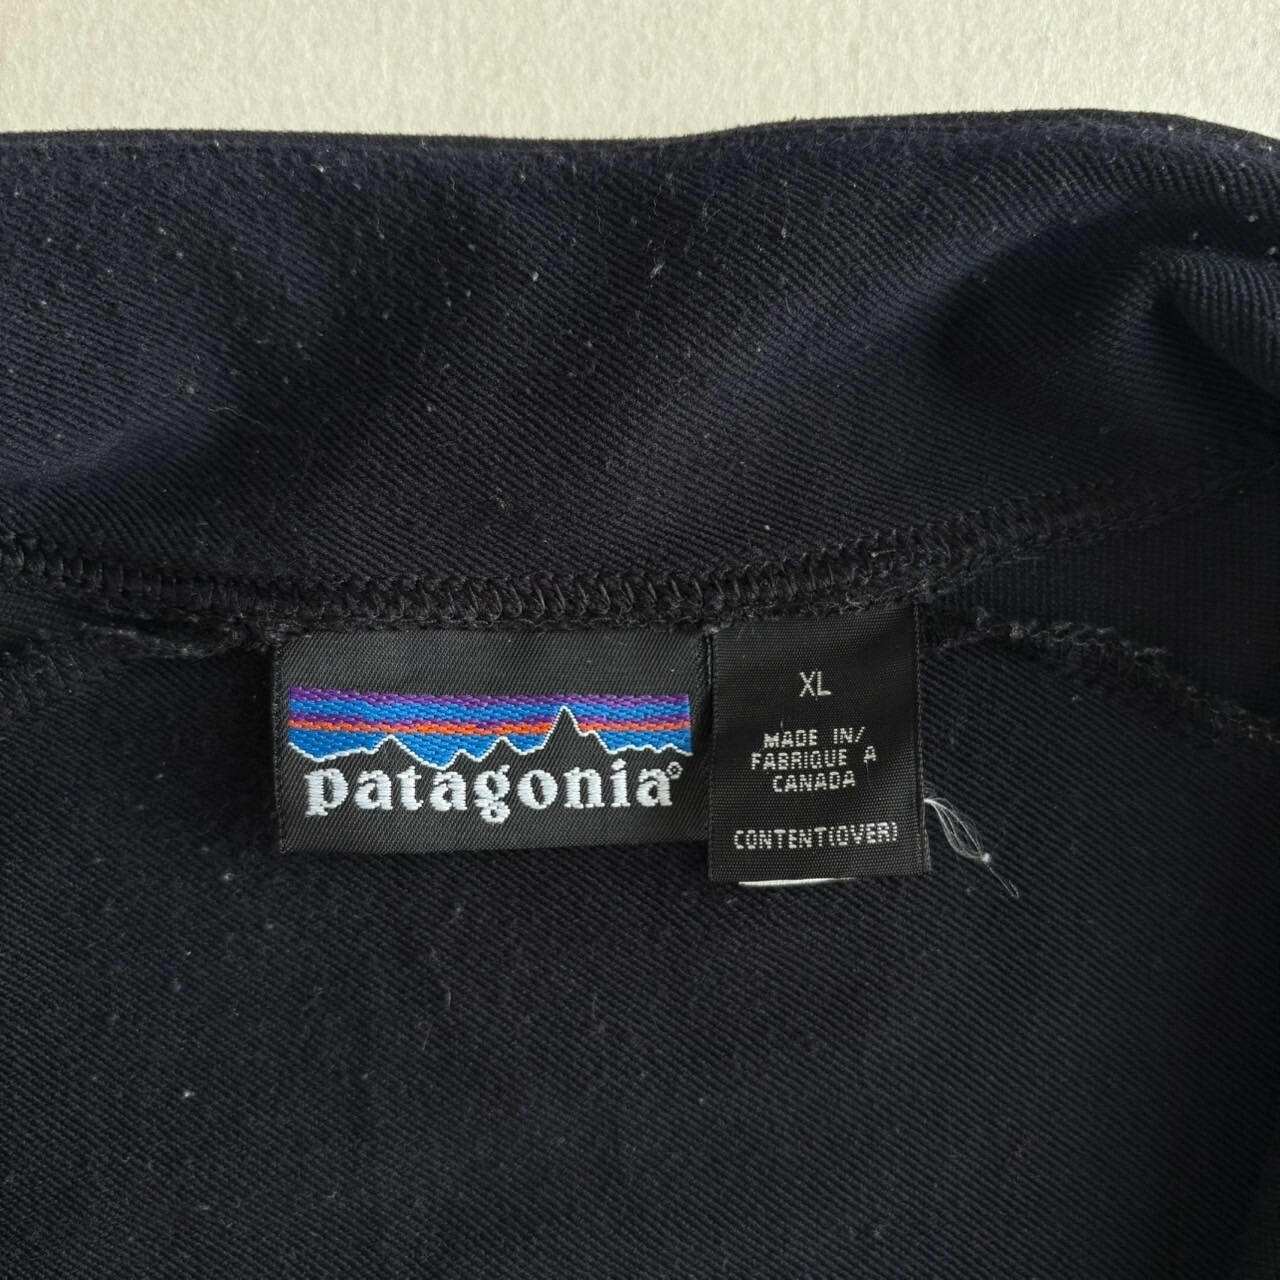 patagonia®
XL
MADE IN/
FABRIQUE A
CANADA
CONTENT(OVER)